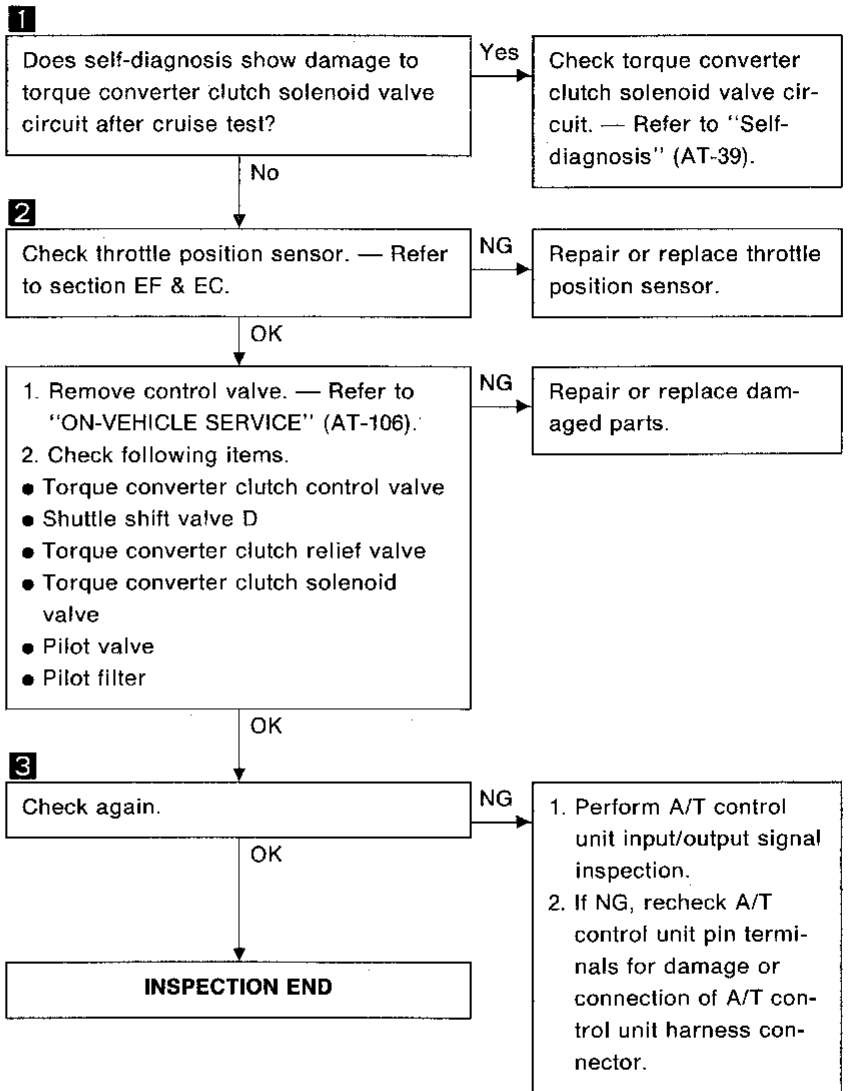 1
Does self-diagnosis show damage to
torque converter clutch solenoid valve
circuit after cruise test?
Yes
Check torque converter
clutch solenoid valve cir-
cuit. — Refer to "Self-
diagnosis" (AT-39).
No
2
Check throttle position sensor. — Refer
to section EF & EC.
NG
Repair or replace throttle
position sensor.
OK
1. Remove control valve. — Refer to
"ON-VEHICLE SERVICE" (AT-106).
2. Check following items.
● Torque converter clutch control valve
● Shuttle shift valve D
● Torque converter clutch relief valve
● Torque converter clutch solenoid
valve
● Pilot valve
● Pilot filter
NG
Repair or replace dam-
aged parts.
OK
3
Check again.
NG
1. Perform A/T control
unit input/output signal
inspection.
2. If NG, recheck A/T
control unit pin termi-
nals for damage or
connection of A/T con-
trol unit harness con-
nector.
OK
INSPECTION END